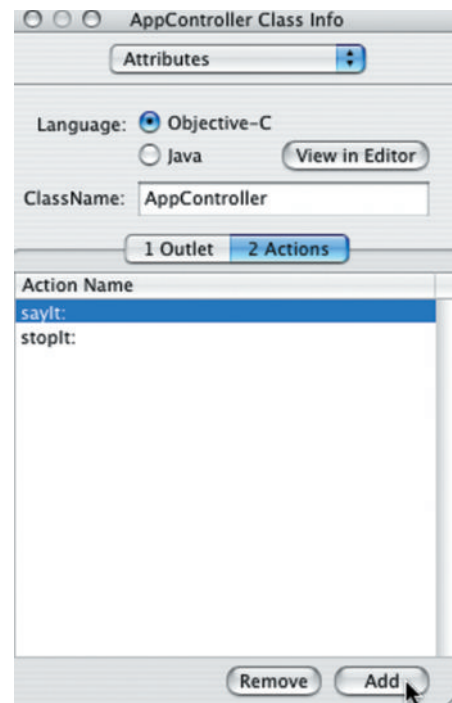 AppController Class Info
Attributes
Language: Objective-C
Java View in Editor
ClassName: AppController
1 Outlet 2 Actions
Action Name
sayIt:
stopIt:
Remove Add